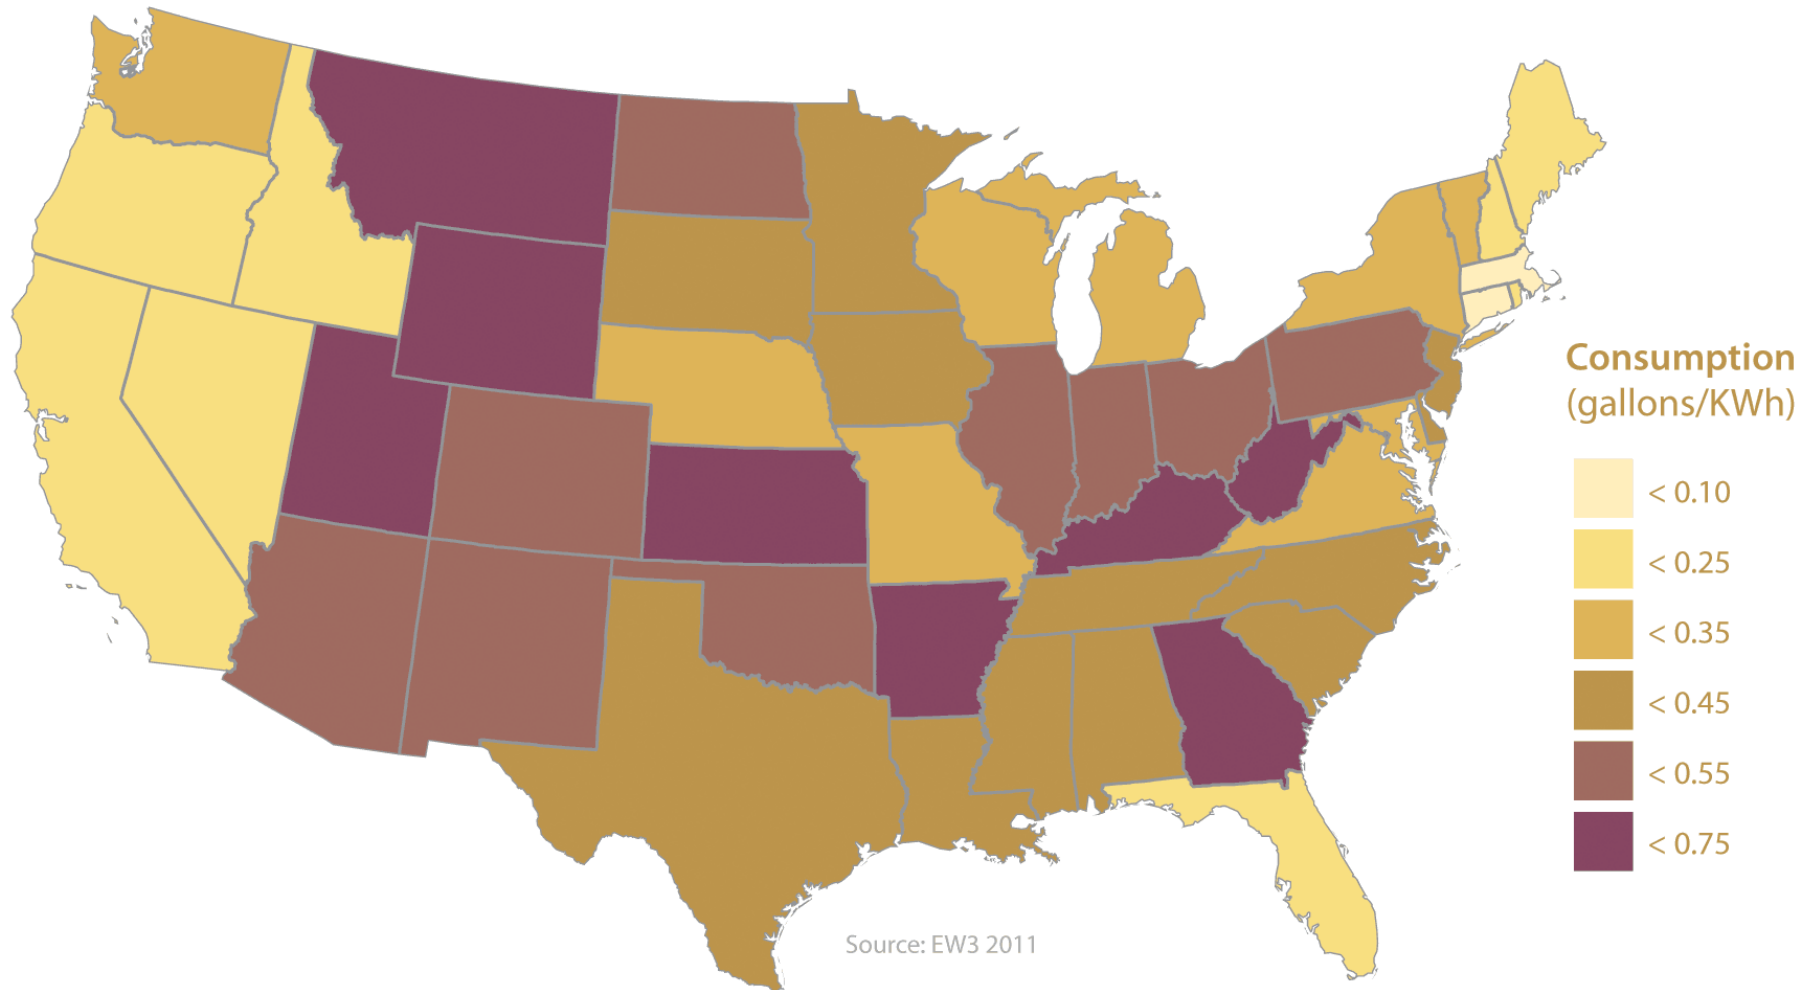 Consumption
(gallons/KWh)
< 0.10
< 0.25
< 0.35
< 0.45
< 0.55
< 0.75
Source: EW3 2011